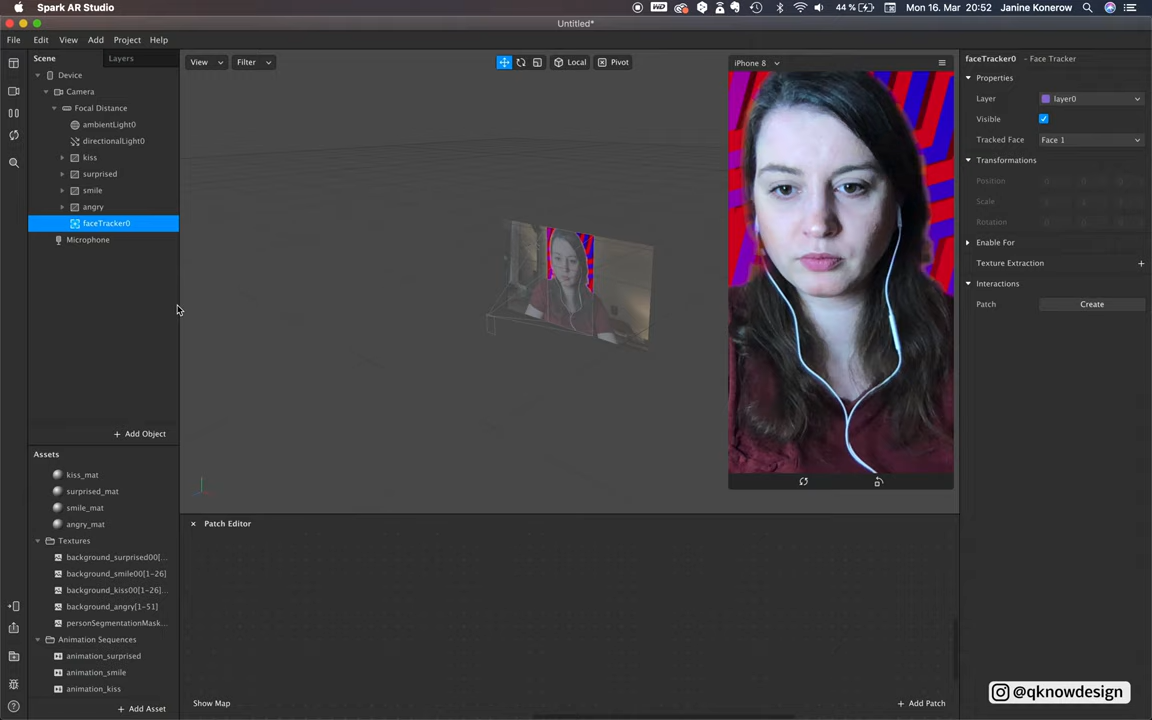 Spark AR Studio
44 %
Mon 16. Mar 20:52
Janine Konerow
Untitled*
File
Edit
View
Add
Project
Help
Scene
Layers
Device
Camera
Focal Distance
ambientLight0
directionalLight0
kiss
surprised
smile
angry
faceTracker0
Microphone
+ Add Object
Assets
kiss_mat
surprised_mat
smile_mat
angry_mat
Textures
background_surprised00[...
background_smile00[1-26]
background_kiss00[1-26]...
background_angry[1-51]
personSegmentationMask...
Animation Sequences
animation_surprised
animation_smile
animation_kiss
+ Add Asset
View
Filter
Local
Pivot
iPhone 8
Patch Editor
Show Map
+ Add Patch
faceTracker0 - Face Tracker
Properties
Layer
layer0
Visible
Tracked Face
Face 1
Transformations
Position
Scale
Rotation
Enable For
Texture Extraction
+
Interactions
Patch
Create
@qknowdesign